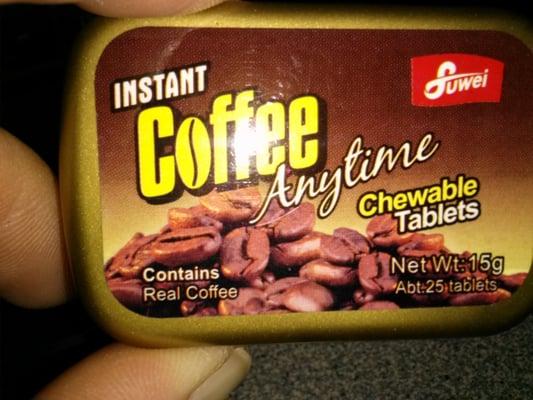 INSTANT
Coffee
Anytime
Suwei
Chewable
Tablets
Contains
Real Coffee
Net Wt:15g
Abt.25 tablets